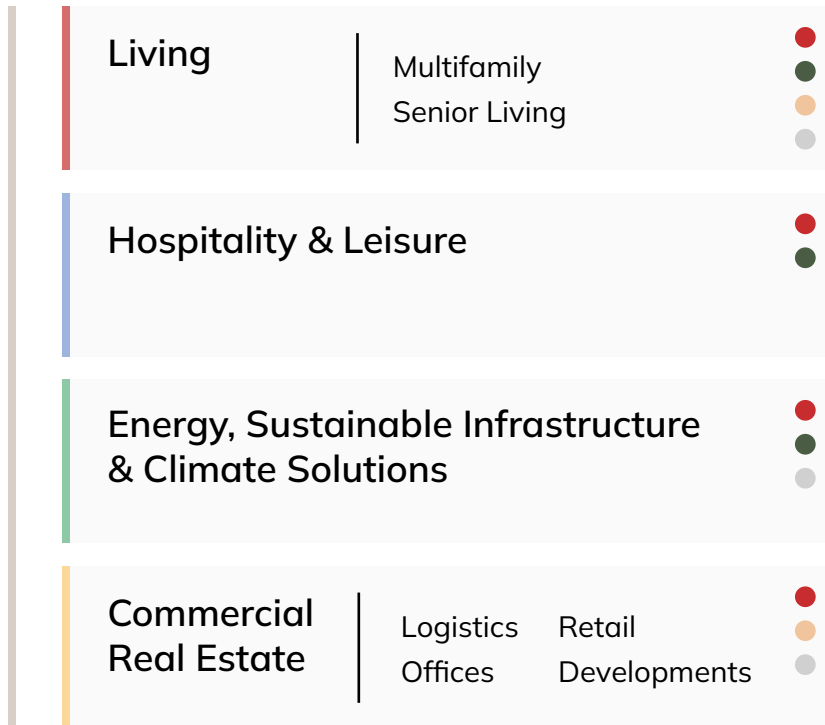 Living
Multifamily
Senior Living
Hospitality & Leisure
Energy, Sustainable Infrastructure
& Climate Solutions
Commercial
Real Estate
Logistics Retail
Offices Developments